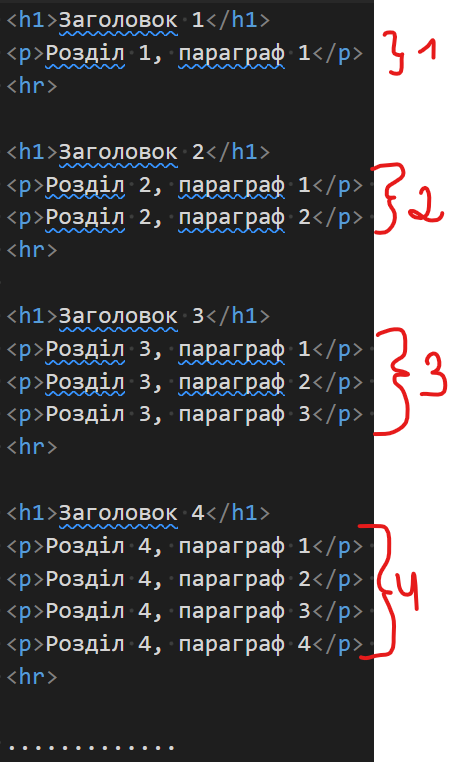 <h1>Заголовок 1</h1>
<p>Розділ 1, параграф 1</p> 1
<hr>
<h1>Заголовок 2</h1>
<p>Розділ 2, параграф 1</p>
<p>Розділ 2, параграф 2</p> 2
<hr>
<h1>Заголовок 3</h1>
<p>Розділ 3, параграф 1</p>
<p>Розділ 3, параграф 2</p> 3
<p>Розділ 3, параграф 3</p>
<hr>
<h1>Заголовок 4</h1>
<p>Розділ 4, параграф 1</p>
<p>Розділ 4, параграф 2</p> 4
<p>Розділ 4, параграф 3</p>
<p>Розділ 4, параграф 4</p>
<hr>
.............